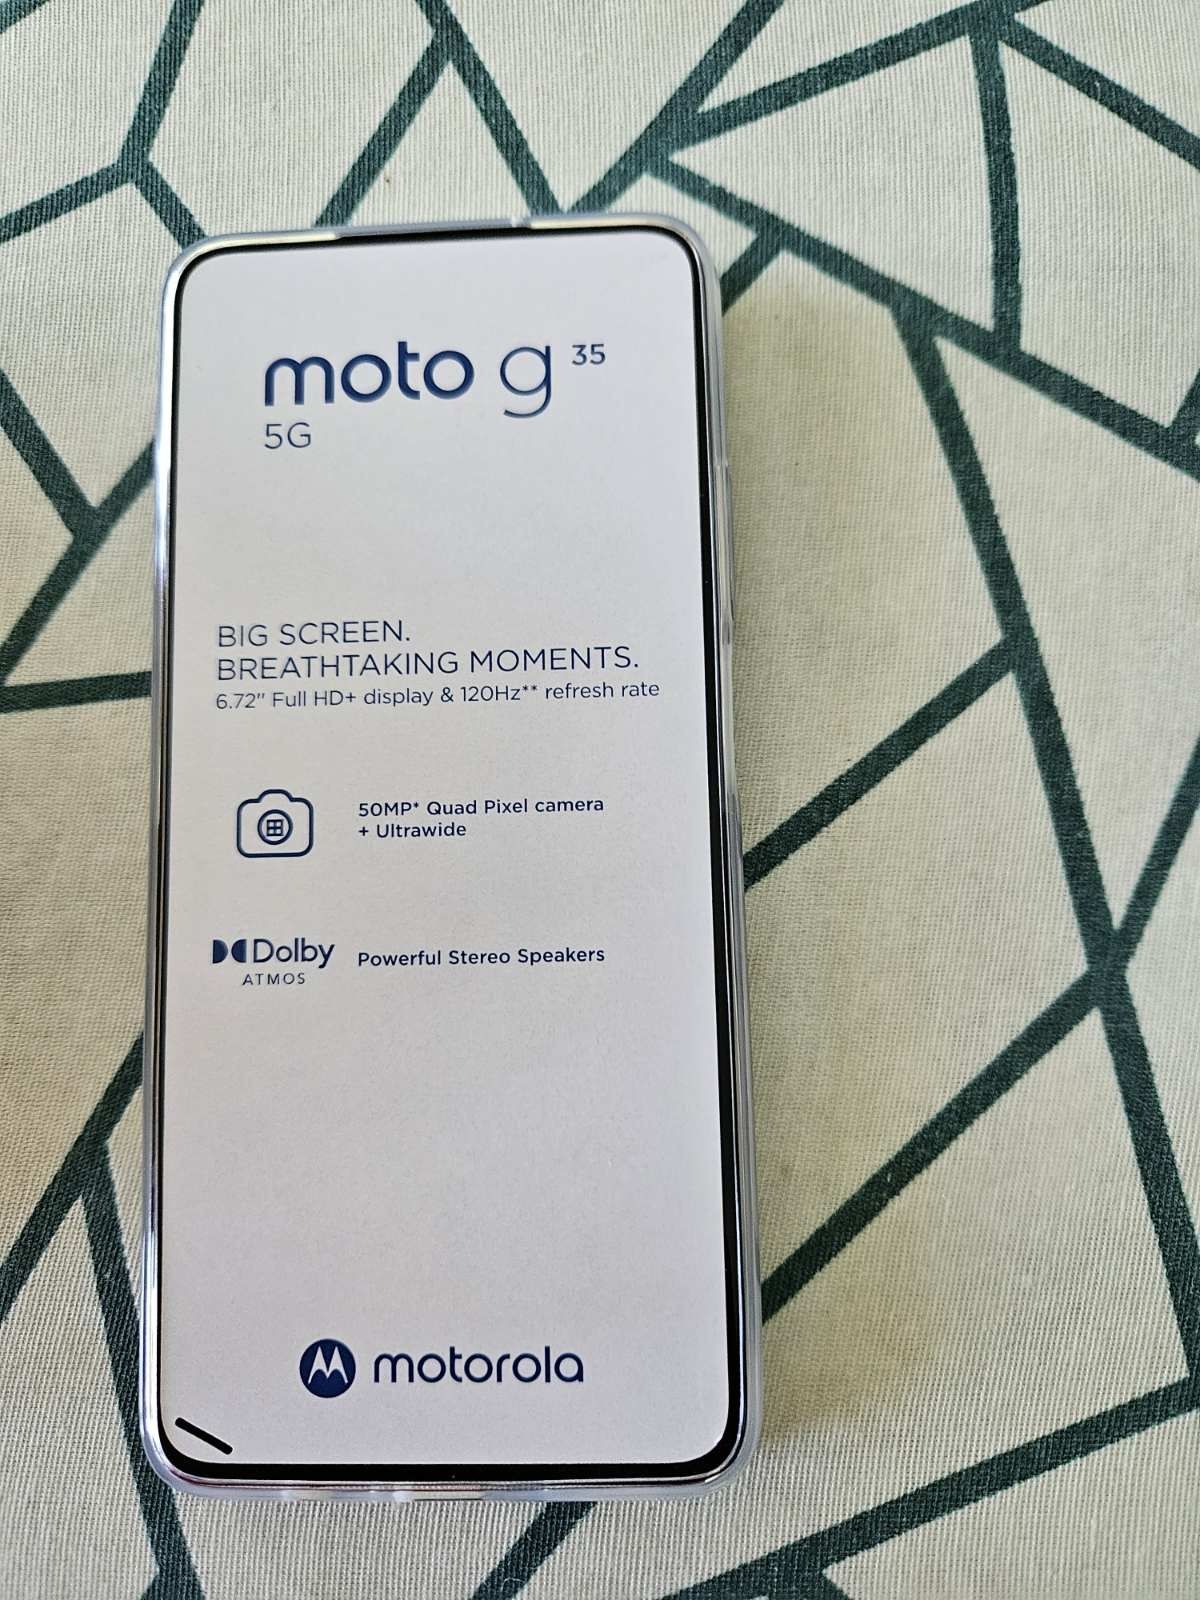 moto g 35
5G
BIG SCREEN.
BREATHTAKING MOMENTS.
6.72" Full HD+ display & 120Hz** refresh rate
50MP* Quad Pixel camera
+ Ultrawide
Dolby
ATMOS
Powerful Stereo Speakers
motorola